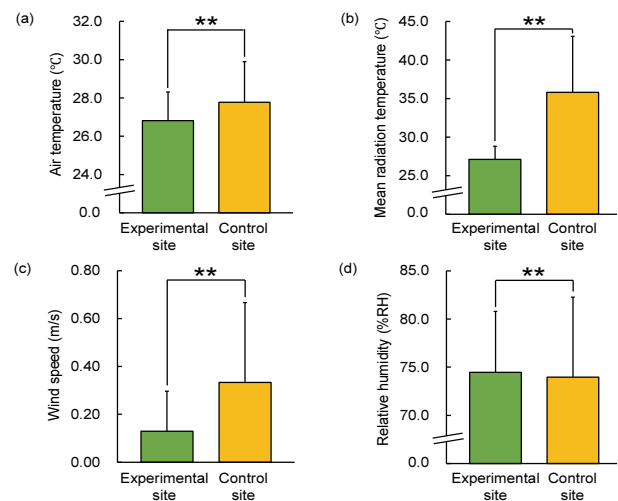 (a)
**
Air temperature (℃)
32.0
30.0
28.0
26.0
24.0
0.0
Experimental
site
Control
site
(b)
**
Mean radiation temperature (℃)
45.0
40.0
35.0
30.0
25.0
0.0
Experimental
site
Control
site
(c)
**
Wind speed (m/s)
0.80
0.60
0.40
0.20
0.00
Experimental
site
Control
site
(d)
**
Relative humidity (%RH)
85.0
80.0
75.0
70.0
0.0
Experimental
site
Control
site